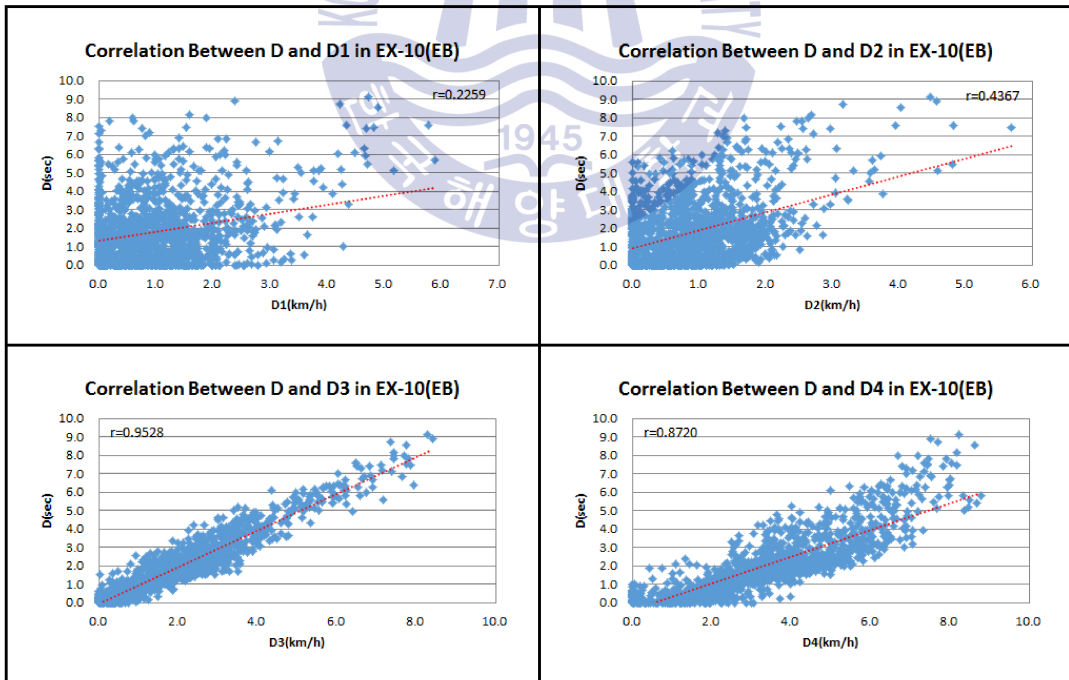 Correlation Between D and D1 in EX-10(EB)
10.0
9.0
8.0
7.0
6.0
5.0
4.0
3.0
2.0
1.0
0.0
D(sec)
r=0.2259
0.0 1.0 2.0 3.0 4.0 5.0 6.0 7.0
D1(km/h)
Correlation Between D and D2 in EX-10(EB)
10.0
9.0
8.0
7.0
6.0
5.0
4.0
3.0
2.0
1.0
0.0
D(sec)
r=0.4367
0.0 1.0 2.0 3.0 4.0 5.0 6.0
D2(km/h)
1945
해양대
Correlation Between D and D3 in EX-10(EB)
10.0
9.0
8.0
7.0
6.0
5.0
4.0
3.0
2.0
1.0
0.0
D(sec)
r=0.9528
0.0 2.0 4.0 6.0 8.0 10.0
D3(km/h)
Correlation Between D and D4 in EX-10(EB)
10.0
9.0
8.0
7.0
6.0
5.0
4.0
3.0
2.0
1.0
0.0
D(sec)
r=0.8720
0.0 2.0 4.0 6.0 8.0 10.0
D4(km/h)